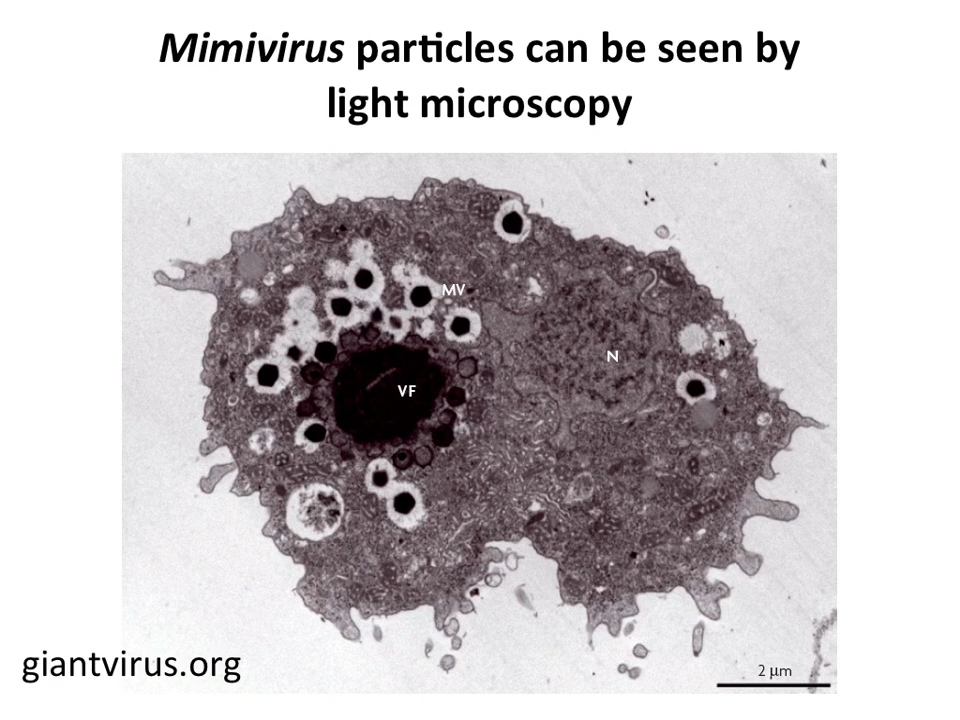 Mimivirus particles can be seen by
light microscopy
MV
N
VF
giantvirus.org
2 μm